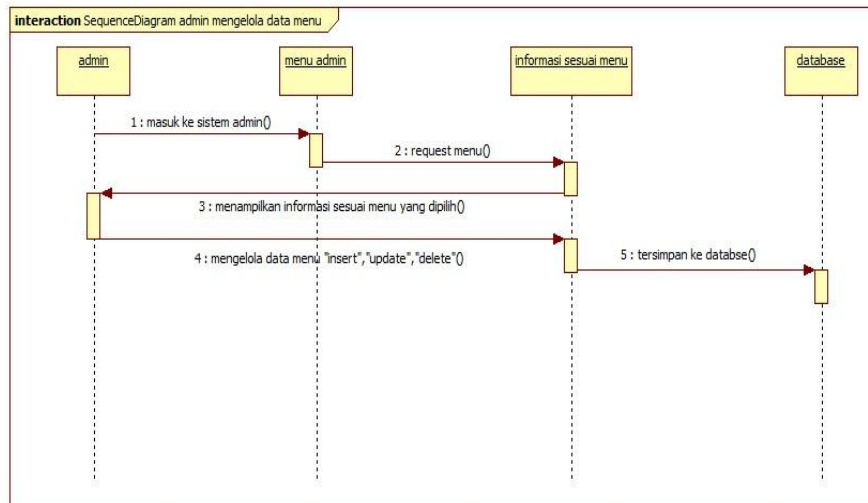 interaction SequenceDiagram admin mengelola data menu
admin
menu admin
informasi sesuai menu
database
1 : masuk ke sistem admin()
2 : request menu()
3 : menampilkan informasi sesuai menu yang dipilih()
4 : mengelola data menu "insert","update","delete"()
5 : tersimpan ke databse()